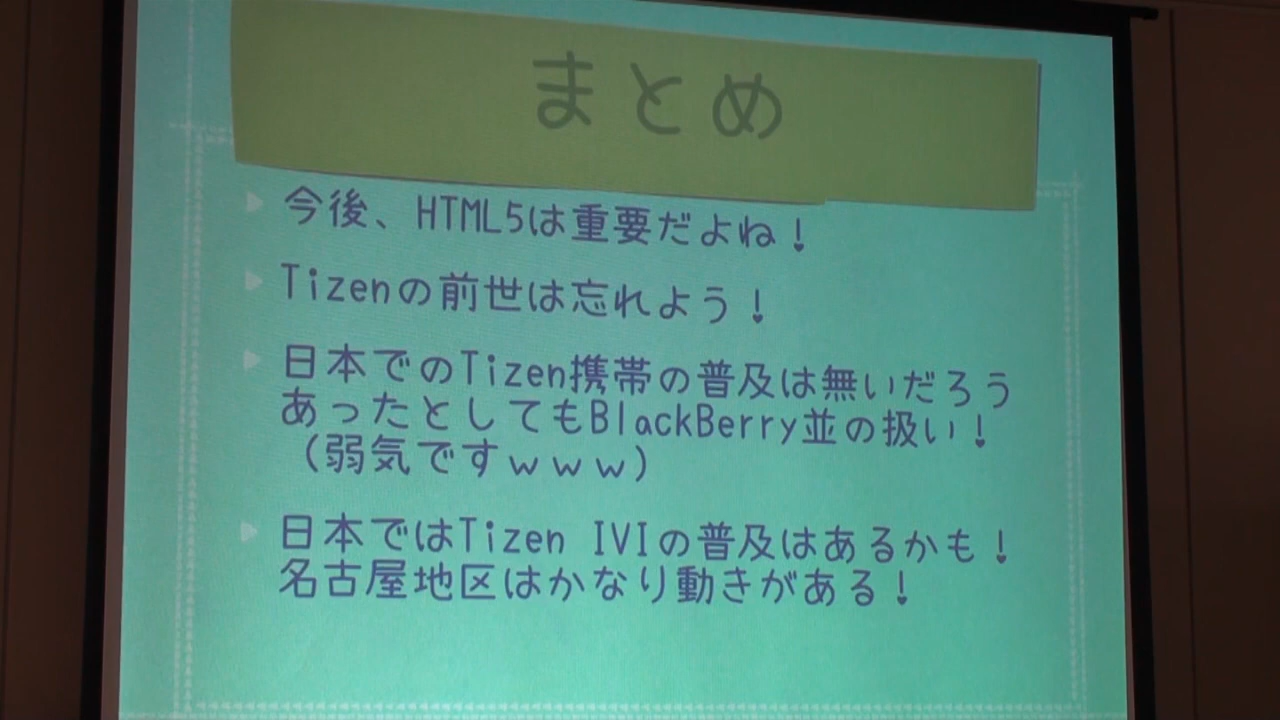 まとめ
今後、HTML5は重要だよね！
Tizenの前世は忘れよう！
日本でのTizen携帯の普及は無いだろう
あったとしてもBlackBerry並の扱い！
（弱気ですｗｗｗ）
日本ではTizen IVIの普及はあるかも！
名古屋地区はかなり動きがある！